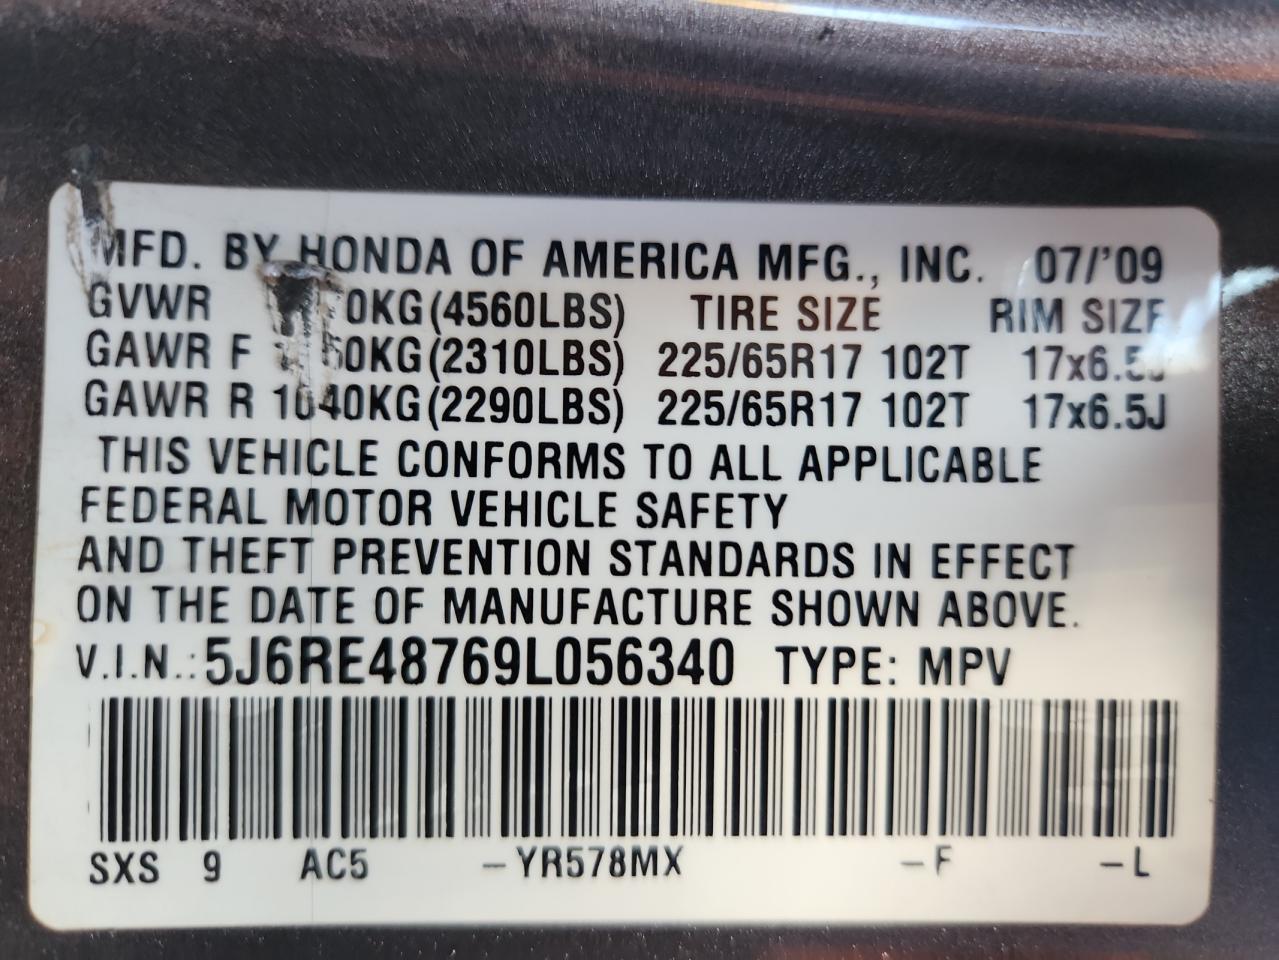 MFD. BY HONDA OF AMERICA MFG., INC. 07/'09
GVWR 0KG(4560LBS) TIRE SIZE RIM SIZE
GAWR F (2310LBS) 225/65R17 102T 17x6.5J
GAWR R 1040KG(2290LBS) 225/65R17 102T 17x6.5J
THIS VEHICLE CONFORMS TO ALL APPLICABLE
FEDERAL MOTOR VEHICLE SAFETY
AND THEFT PREVENTION STANDARDS IN EFFECT
ON THE DATE OF MANUFACTURE SHOWN ABOVE.
V.I.N.: 5J6RE48769L056340 TYPE: MPV
SXS 9 AC5 -YR578MX -F -L